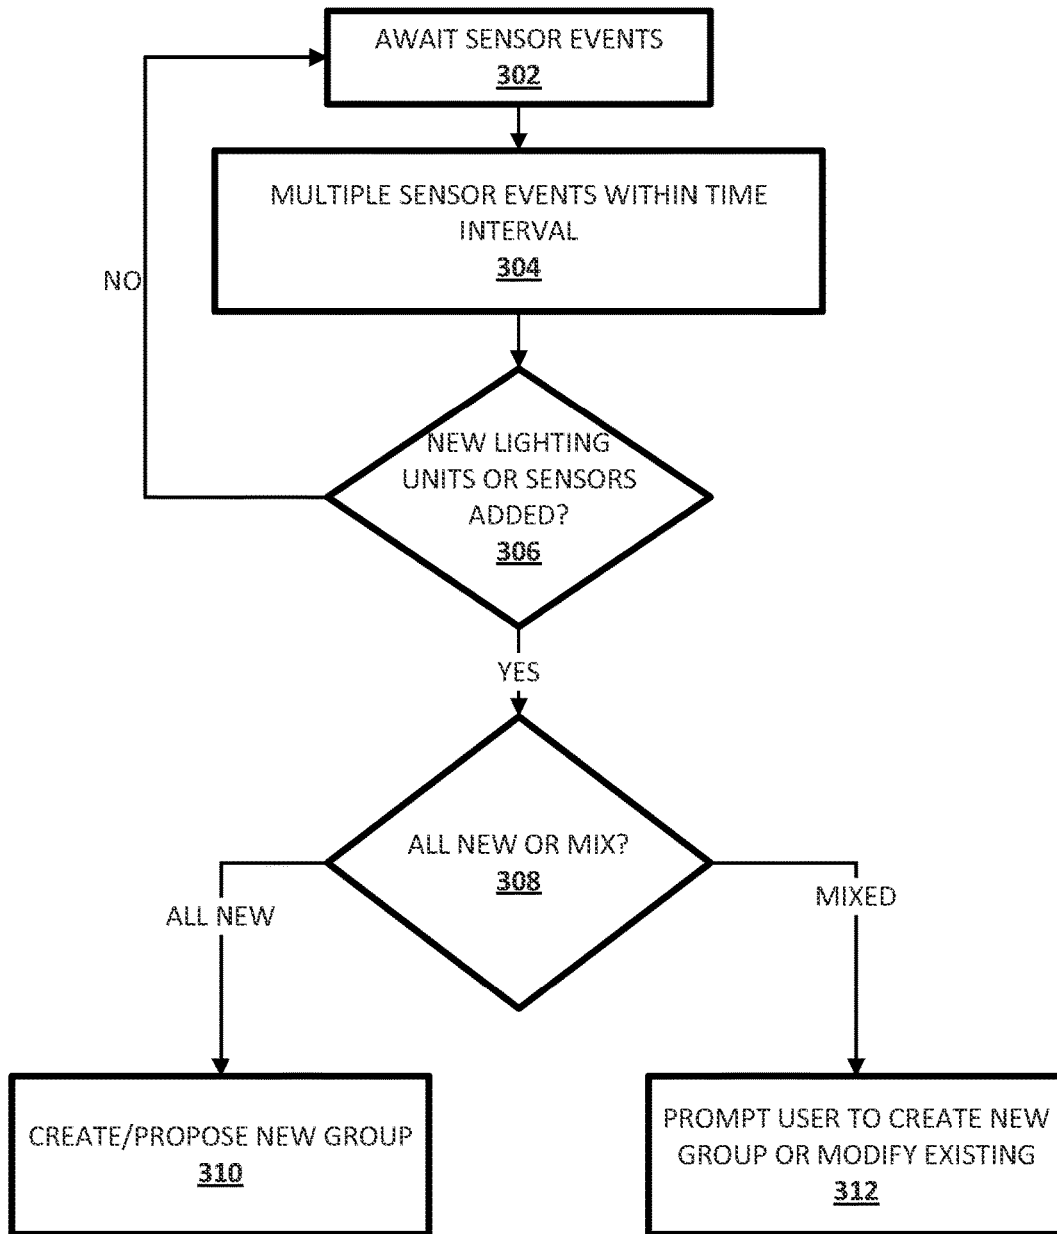 AWAIT SENSOR EVENTS
302
MULTIPLE SENSOR EVENTS WITHIN TIME
INTERVAL
304
NO
NEW LIGHTING
UNITS OR SENSORS
ADDED?
306
YES
ALL NEW OR MIX?
308
ALL NEW
MIXED
CREATE/PROPOSE NEW GROUP
310
PROMPT USER TO CREATE NEW
GROUP OR MODIFY EXISTING
312